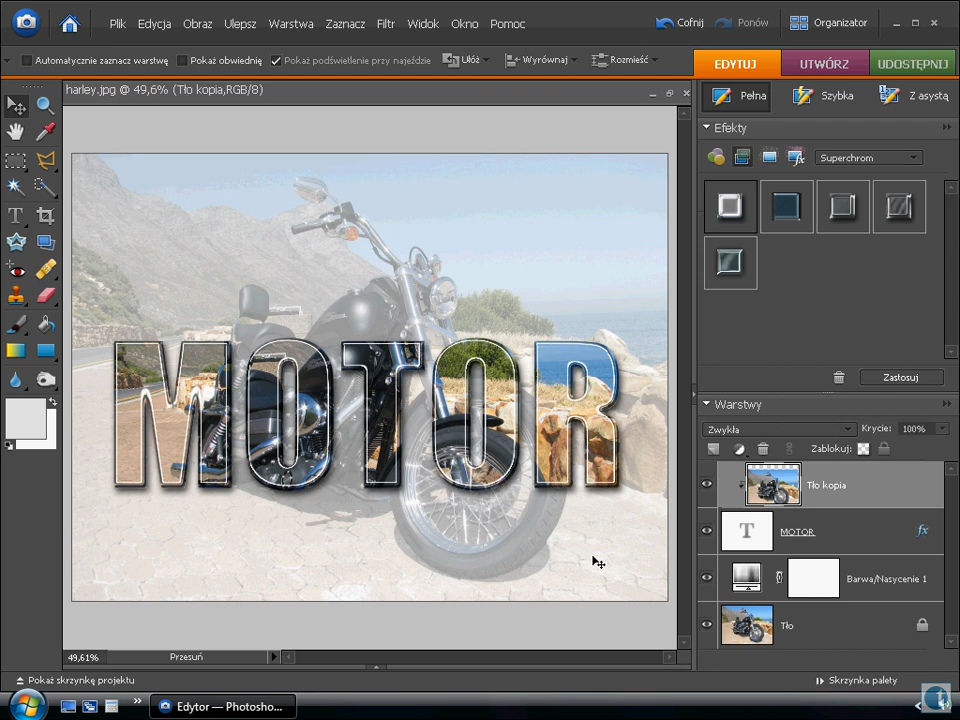 Plik Edycja Obraz Ulepsz Warstwa Zaznacz Filtr Widok Okno Pomoc Cofnij Ponów Organizator
Automatycznie zaznacz warstwę Pokaż obwiednię Pokaż podświetlenie przy najeździe Ułóż Wyrównaj Rozmieść EDYTUJ UTWÓRZ UDOSTĘPNIJ
harley.jpg @ 49,6% (Tło kopia,RGB/8)
Pełna Szybka Z asystą
Efekty
Superchrom
MOTOR
Zastosuj
Warstwy
Zwykła Krycie: 100%
Zablokuj:
Tło kopia
T MOTOR fx
Barwa/Nasycenie 1
Tło
49,61% Przesuń
Pokaż skrzynkę projektu Skrzynka palety
Edytor — Photosho...